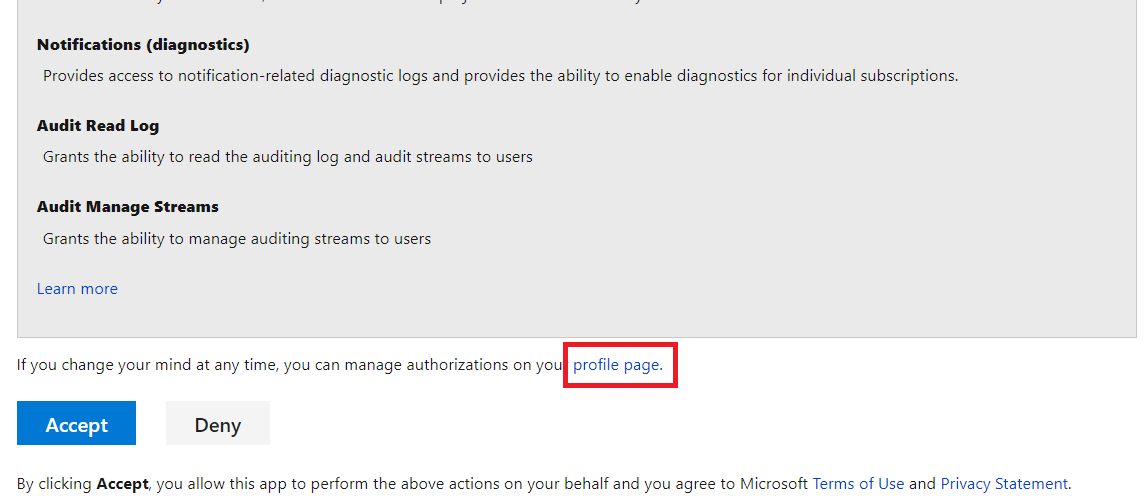 Notifications (diagnostics)
Provides access to notification-related diagnostic logs and provides the ability to enable diagnostics for individual subscriptions.
Audit Read Log
Grants the ability to read the auditing log and audit streams to users
Audit Manage Streams
Grants the ability to manage auditing streams to users
Learn more
If you change your mind at any time, you can manage authorizations on your profile page.
Accept Deny
By clicking Accept, you allow this app to perform the above actions on your behalf and you agree to Microsoft Terms of Use and Privacy Statement.